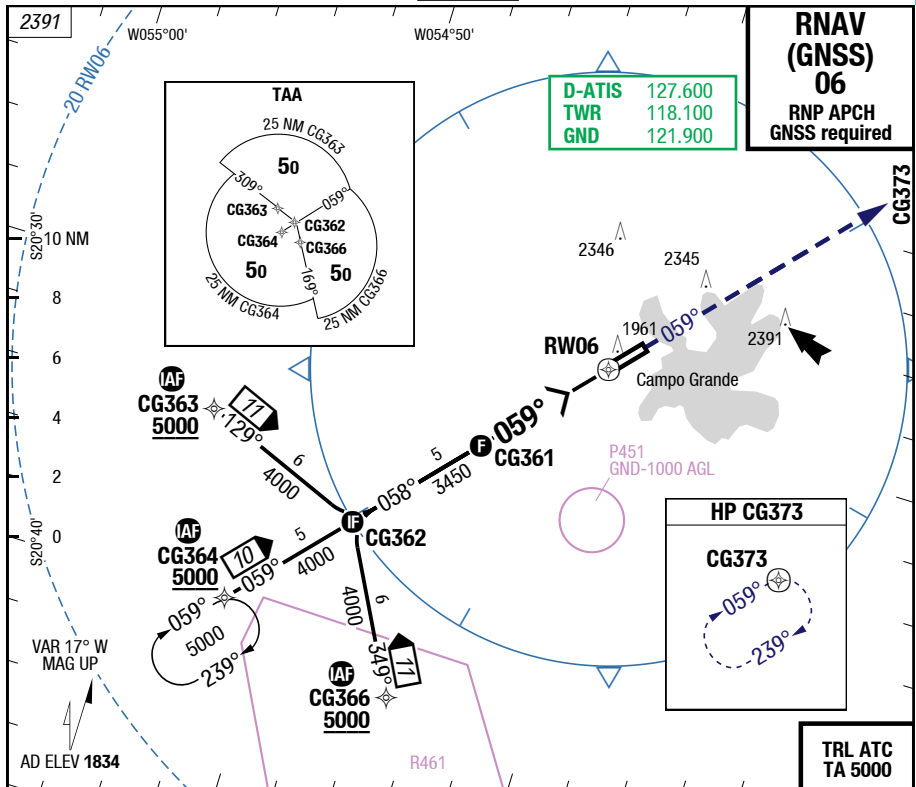 2391
W055°00'
W054°50'
RNAV
(GNSS)
06
RNP APCH
GNSS required
20 RW06
D-ATIS 127.600
TWR 118.100
GND 121.900
TAA
25 NM CG363
50
309°
059°
CG363
CG362
CG364
CG366
50
50
169°
25 NM CG364
25 NM CG366
CG373
S20°30'
10 NM
8
6
4
2
0
S20°40'
2346
2345
1961
059°
2391
RW06
Campo Grande
IAF
CG363
5000
11
129°
6
4000
059°
F
CG361
5
058°
3450
P451
GND-1000 AGL
IF
CG362
IAF
CG364
5000
10
5
059°
4000
059°
5000
239°
6
4000
349°
11
IAF
CG366
5000
HP CG373
CG373
059°
239°
VAR 17° W
MAG UP
AD ELEV 1834
R461
TRL ATC
TA 5000